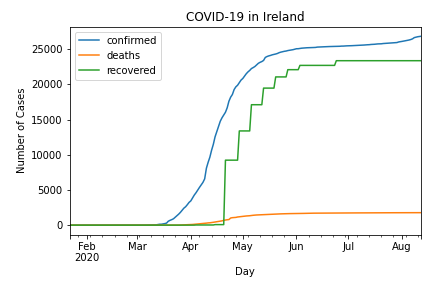 COVID-19 in Ireland
confirmed
deaths
recovered
Number of Cases
25000
20000
15000
10000
5000
0
Feb Mar Apr May Jun Jul Aug
2020
Day